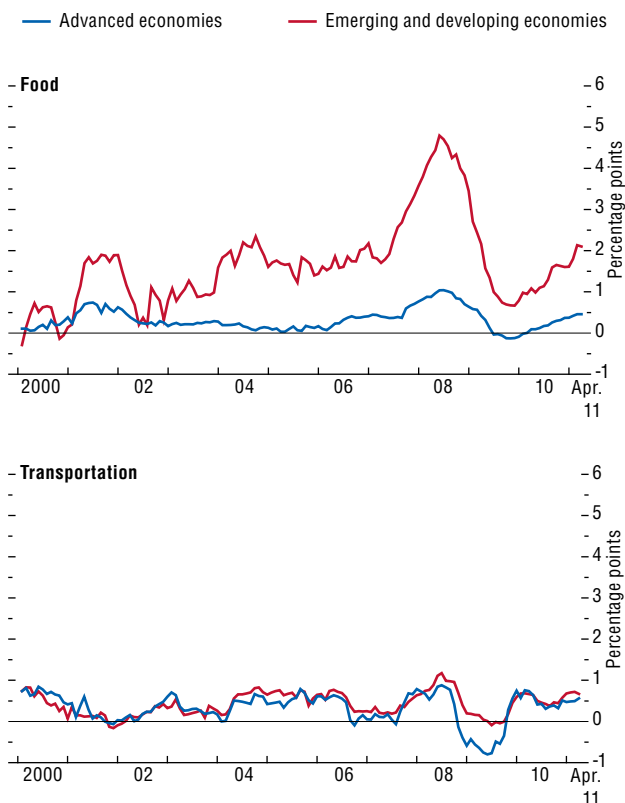 Advanced economies Emerging and developing economies
Food
6
5
4
3
2
1
0
-1
Percentage points
2000 02 04 06 08 10 Apr.
11
Transportation
6
5
4
3
2
1
0
-1
Percentage points
2000 02 04 06 08 10 Apr.
11